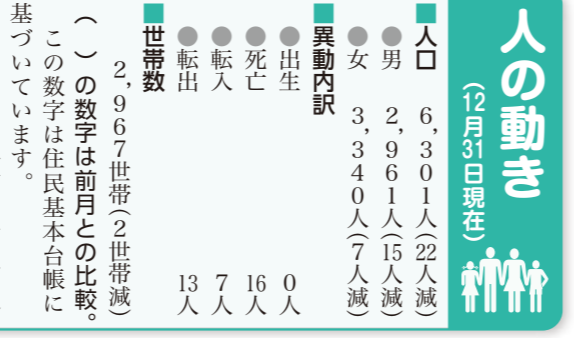 人の動き
(12月31日現在)
■人口 6,301人(22人減)
●男 2,961人(15人減)
●女 3,340人(7人減)
■異動内訳
●出生 0人
●死亡 16人
●転入 7人
●転出 13人
■世帯数
2,967世帯(2世帯減)
( )の数字は前月との比較。
この数字は住民基本台帳に
基づいています。